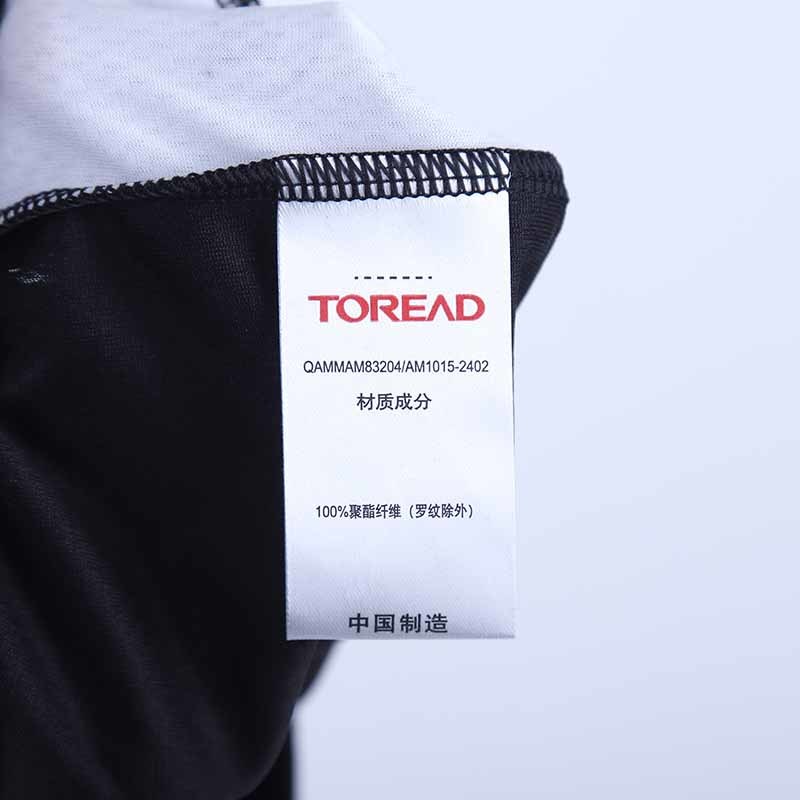 TOREAD
QAMMAM83204/AM1015-2402
材质成分
100%聚酯纤维（罗纹除外）
中国制造